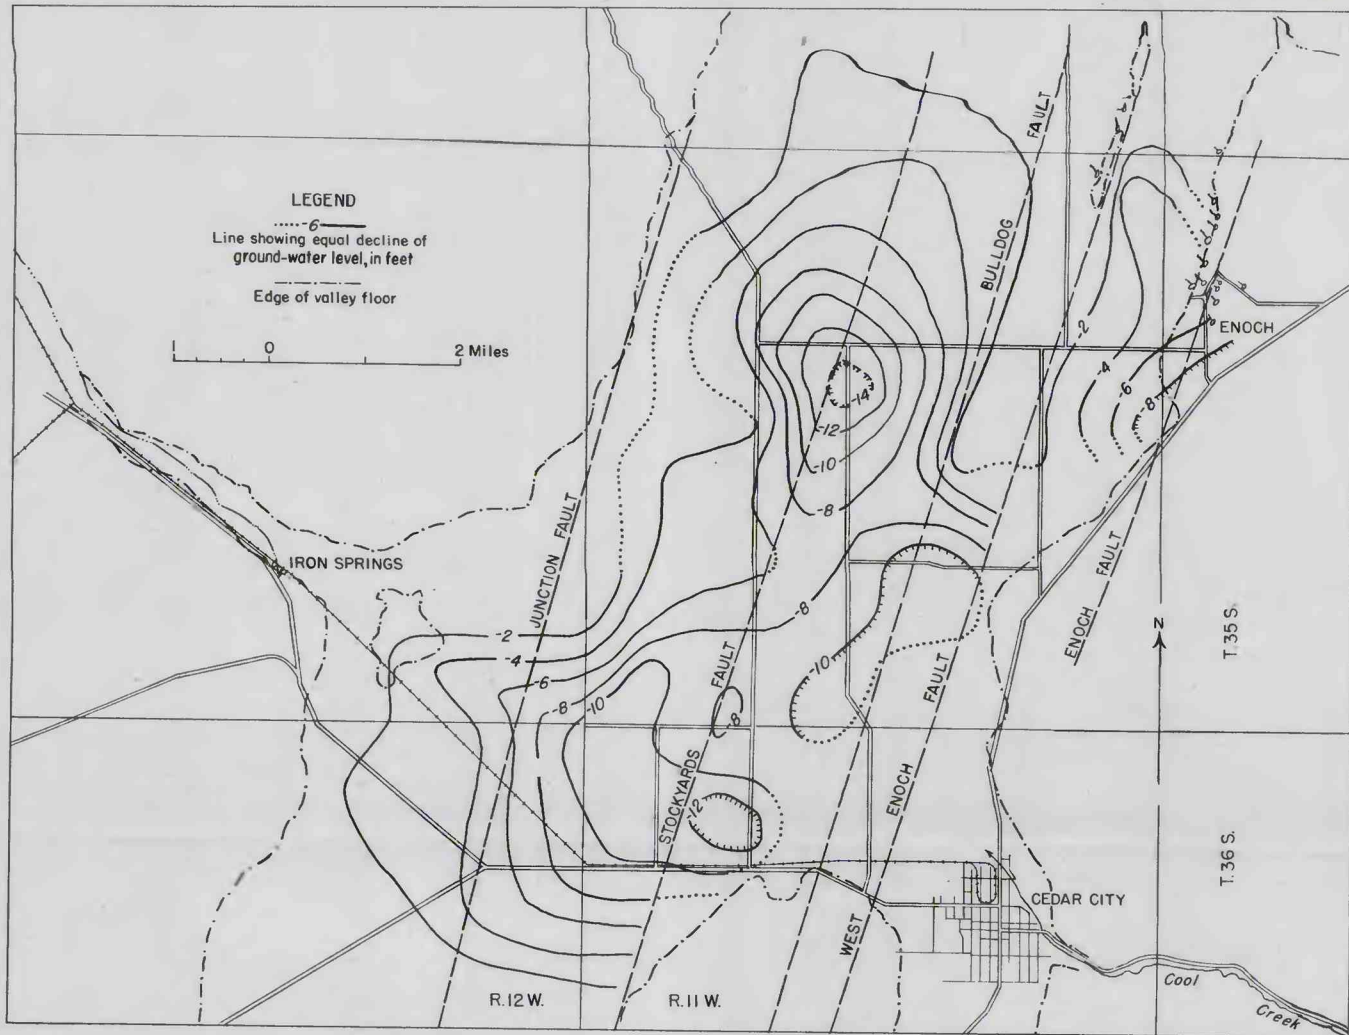 LEGEND
-6
Line showing equal decline of
ground-water level, in feet
Edge of valley floor
1 0 2 Miles
FAULT
BULLDOG
-2
ENOCH
-4
-6
-8
-14
-12
-10
-8
JUNCTION FAULT
IRON SPRINGS
ENOCH FAULT
T.35 S.
N
-2
-4
-6
-8
-10
-8
-10
FAULT
STOCKYARDS
-8
FAULT
ENOCH
WEST
-12
T.36 S.
CEDAR CITY
Cool
Creek
R.12 W.
R.11 W.